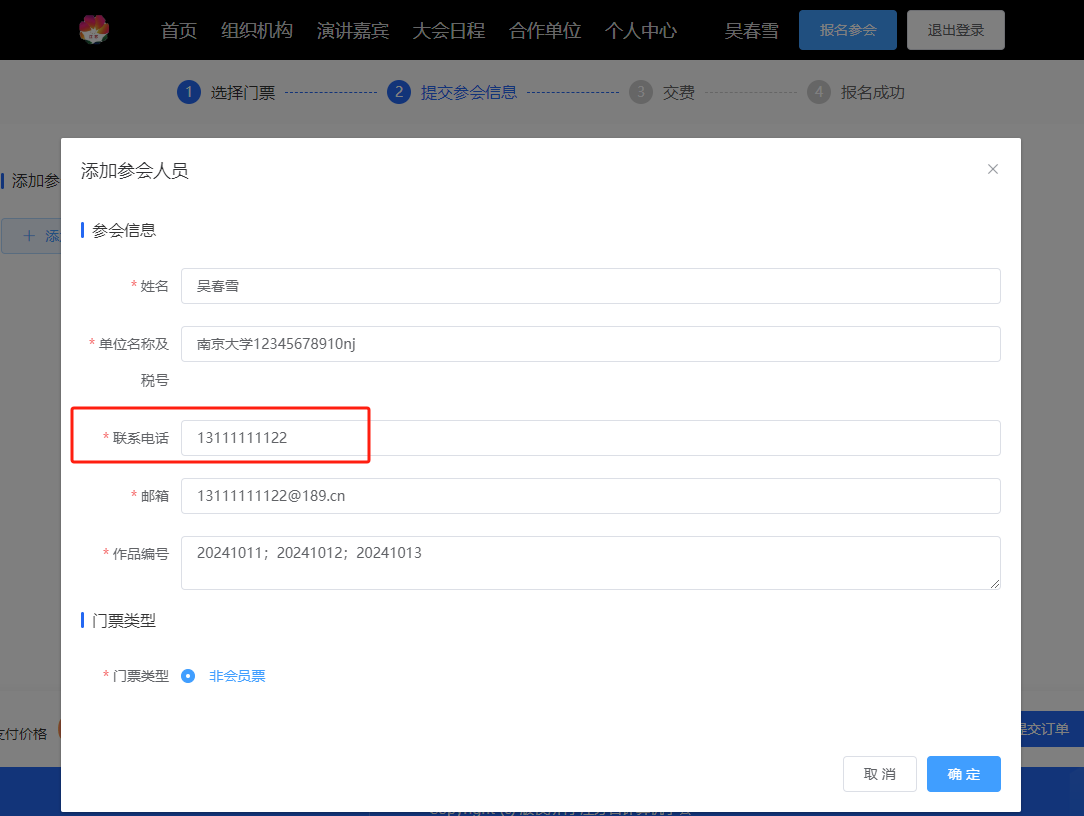 首页 组织机构 演讲嘉宾 大会日程 合作单位 个人中心 吴春雪 报名参会 退出登录
1 选择门票 2 提交参会信息 3 交费 4 报名成功
添加参会人员
添加参
参会信息
添
* 姓名 吴春雪
* 单位名称及税号 南京大学12345678910nj
* 联系电话 13111111122
* 邮箱 13111111122@189.cn
* 作品编号 20241011；20241012；20241013
门票类型
* 门票类型 非会员票
支付价格 提交订单
取消 确定